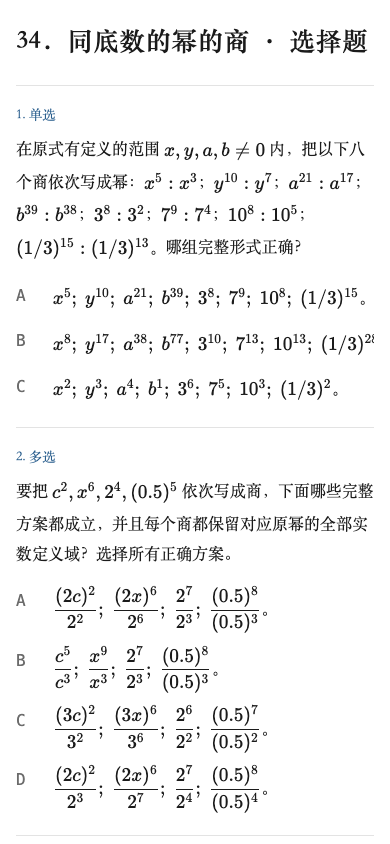 34．同底数的幂的商 · 选择题
1. 单选
在原式有定义的范围 x, y, a, b ≠ 0 内，把以下八
个商依次写成幂：x⁵ : x³；y¹⁰ : y⁷；a²¹ : a¹⁷；
b³⁹ : b³⁸；3⁸ : 3²；7⁹ : 7⁴；10⁸ : 10⁵；
(1/3)¹⁵ : (1/3)¹³。哪组完整形式正确？
A x⁵; y¹⁰; a²¹; b³⁹; 3⁸; 7⁹; 10⁸; (1/3)¹⁵。
B x⁸; y¹⁷; a³⁸; b⁷⁷; 3¹⁰; 7¹³; 10¹³; (1/3)²
C x²; y³; a⁴; b¹; 3⁶; 7⁵; 10³; (1/3)²。
2. 多选
要把 c², x⁶, 2⁴, (0.5)⁵ 依次写成商，下面哪些完整
方案都成立，并且每个商都保留对应原幂的全部实
数定义域？选择所有正确方案。
A (2c)²/2²; (2x)⁶/2⁶; 2⁷/2³; (0.5)⁸/(0.5)³。
B c⁵/c³; x⁹/x³; 2⁷/2³; (0.5)⁸/(0.5)³。
C (3c)²/3²; (3x)⁶/3⁶; 2⁶/2²; (0.5)⁷/(0.5)²。
D (2c)²/2³; (2x)⁶/2⁷; 2⁷/2⁴; (0.5)⁸/(0.5)⁴。